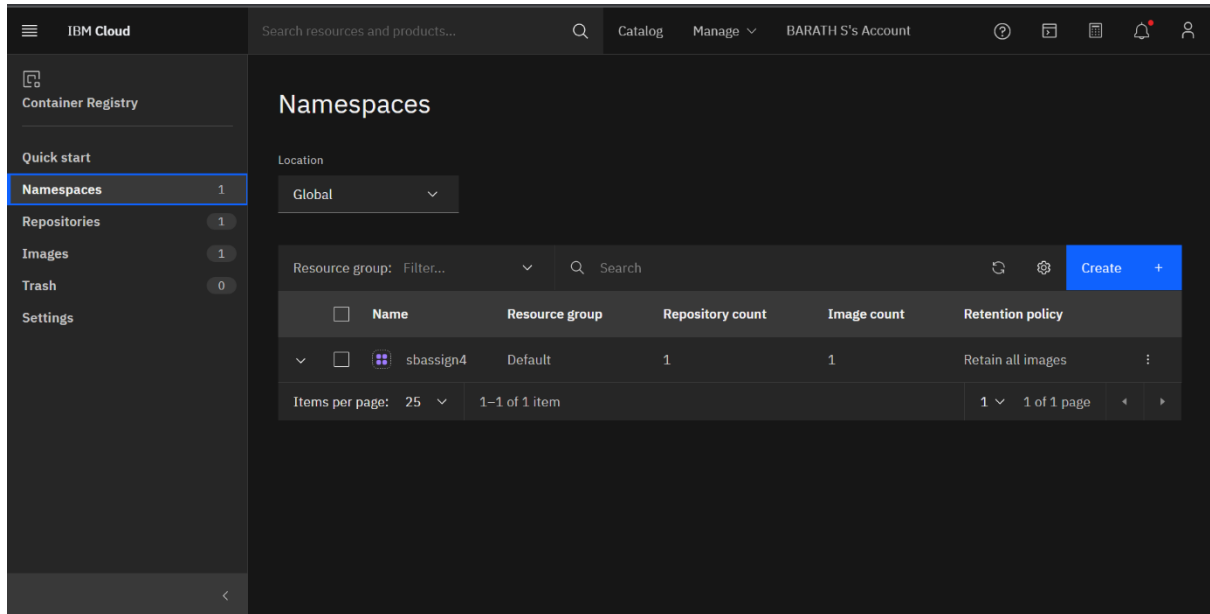 IBM Cloud
Search resources and products...
Catalog
Manage
BARATH S's Account
Container Registry
Quick start
Namespaces 1
Repositories 1
Images 1
Trash 0
Settings
Namespaces
Location
Global
Resource group: Filter...
Search
Create +
Name Resource group Repository count Image count Retention policy
sbassign4 Default 1 1 Retain all images
Items per page: 25 1–1 of 1 item 1 1 of 1 page